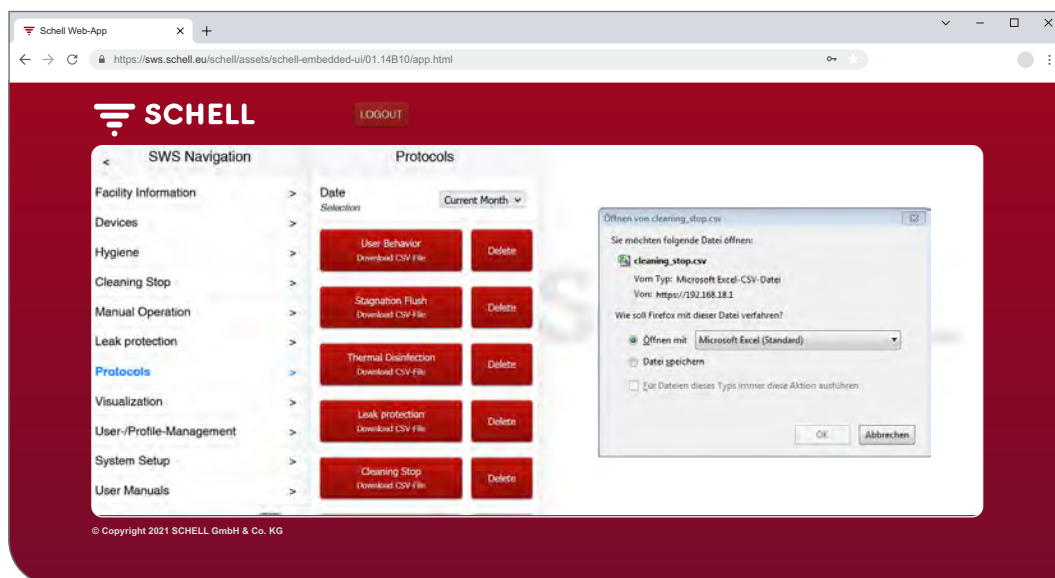 Schell Web-App
https://sws.schell.eu/schell/assets/schell-embedded-ui/01.14B10/app.html
SCHELL
LOGOUT
< SWS Navigation
Facility Information >
Devices >
Hygiene >
Cleaning Stop >
Manual Operation >
Leak protection >
Protocols >
Visualization >
User-/Profile-Management >
System Setup >
User Manuals >
Protocols
Date
Selection
Current Month
User Behavior
Download CSV-File
Delete
Stagnation Flush
Download CSV-File
Delete
Thermal Disinfection
Download CSV-File
Delete
Leak protection
Download CSV-File
Delete
Cleaning Stop
Download CSV-File
Delete
Öffnen von cleaning_stop.csv
Sie möchten folgende Datei öffnen:
cleaning_stop.csv
Vom Typ: Microsoft Excel-CSV-Datei
Von: https://192.168.18.1
Wie soll Firefox mit dieser Datei verfahren?
Öffnen mit Microsoft Excel (Standard)
Datei speichern
Für Dateien dieses Typs immer diese Aktion ausführen
OK Abbrechen
© Copyright 2021 SCHELL GmbH & Co. KG